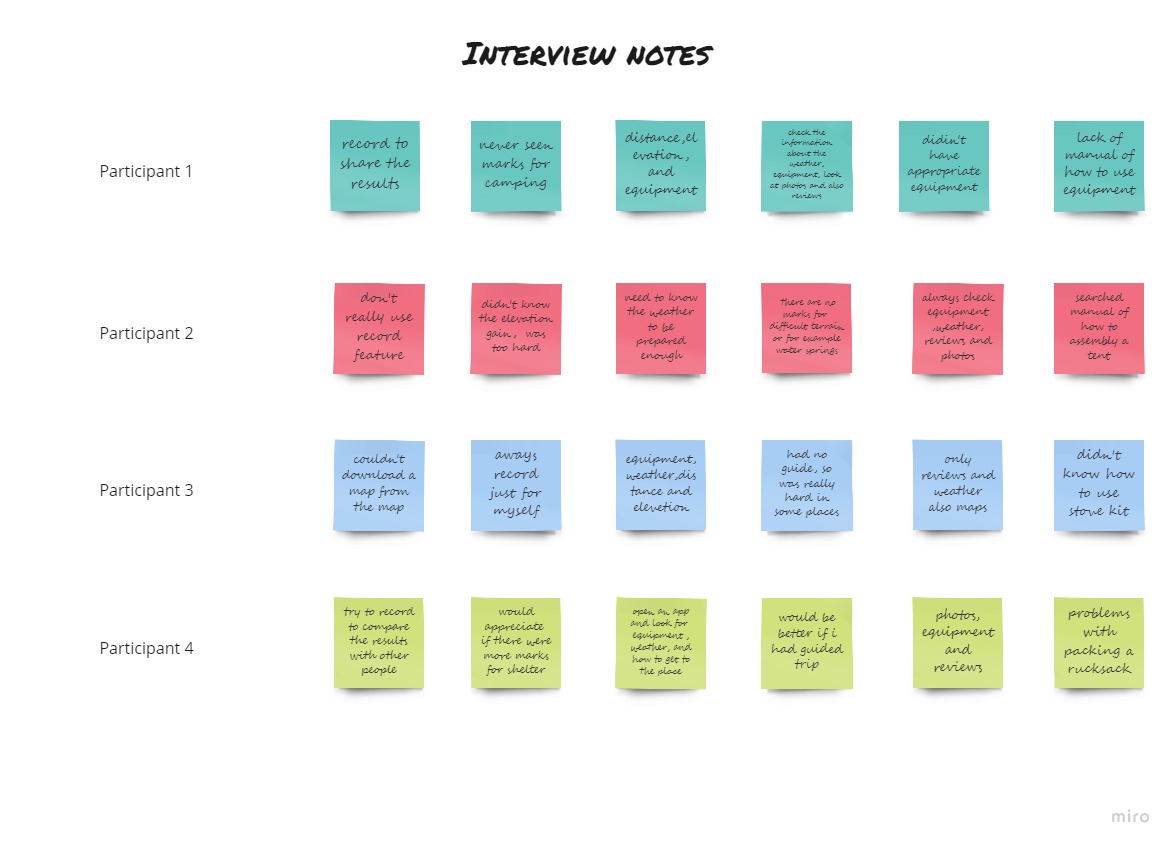 INTERVIEW NOTES
Participant 1
record to
share the
results
never seen
marks for
camping
distance,el
evation,
and
equipment
check the
information
about the
weather,
equipment, look
at photos and also
reviews
didin't
have
appropriate
equipment
lack of
manual of
how to use
equipment
Participant 2
don't
really use
record
feature
didn't know
the elevation
gain, was
too hard
need to know
the weather
to be
prepared
enough
there are no
marks for
difficult terrain
or for example
water springs
always check
equipment
,weather,
reviews and
photos
searched
manual of
how to
assembly a
tent
Participant 3
couldn't
download a
map from
the map
aways
record
just for
myself
equipment,
weather,dis
tance and
elevetion
had no
guide, so
was really
hard in
some places
only
reviews and
weather
also maps
didn't
know how
to use
stove kit
Participant 4
try to record
to compare
the results
with other
people
would
appreciate
if there were
more marks
for shelter
open an app
and look for
equipment,
weather, and
how to get to
the place
would be
better if i
had guided
trip
photos,
equipment
and
reviews
problems
with
packing a
rucksack
miro